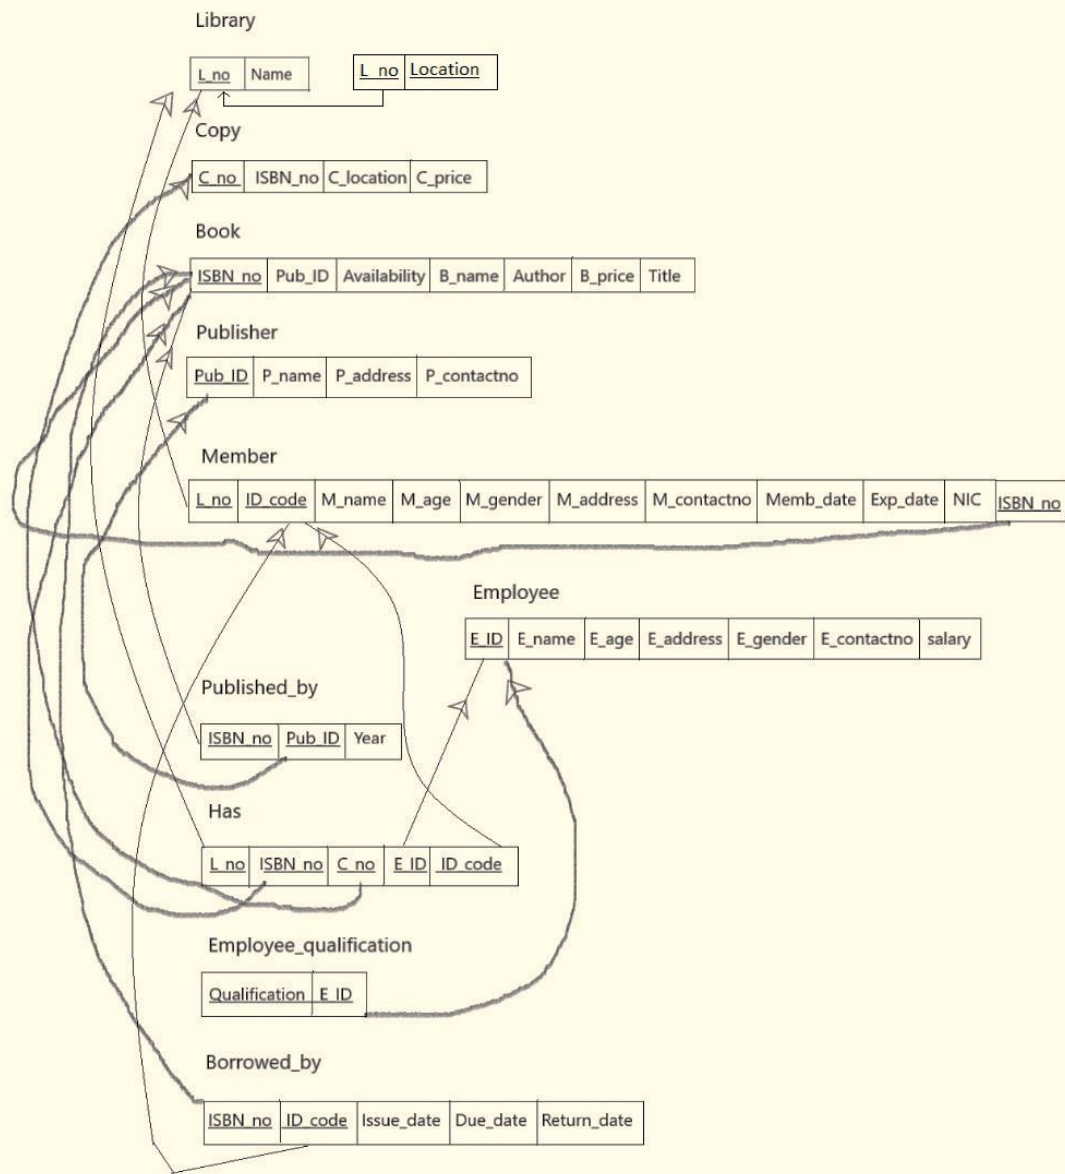 Library
L_no Name L_no Location
Copy
C_no ISBN_no C_location C_price
Book
ISBN_no Pub_ID Availability B_name Author B_price Title
Publisher
Pub_ID P_name P_address P_contactno
Member
L_no ID_code M_name M_age M_gender M_address M_contactno Memb_date Exp_date NIC ISBN_no
Employee
E_ID E_name E_age E_address E_gender E_contactno salary
Published_by
ISBN_no Pub_ID Year
Has
L_no ISBN_no C_no E_ID ID_code
Employee_qualification
Qualification E_ID
Borrowed_by
ISBN_no ID_code Issue_date Due_date Return_date